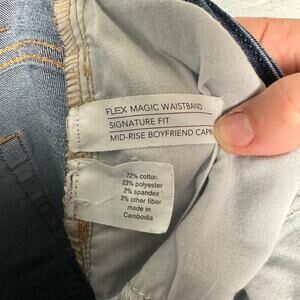 FLEX MAGIC WAISTBAND
SIGNATURE FIT
MID-RISE BOYFRIEND CAPRI
72% cotton
23% polyester
2% spandex
3% other fiber
made in
Cambodia